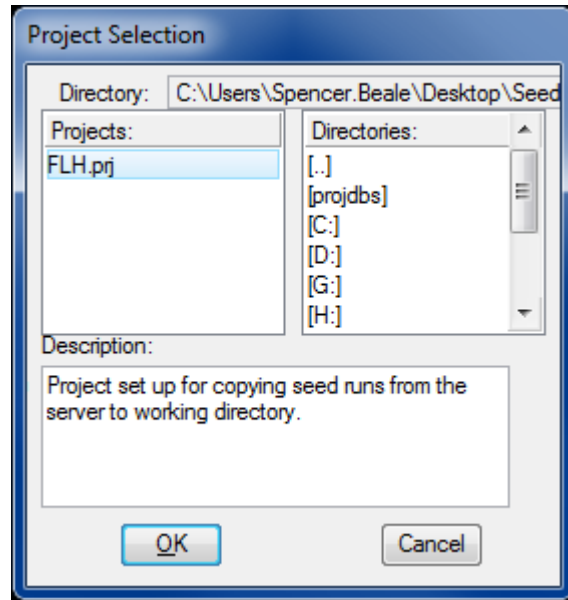 Project Selection
Directory: C:\Users\Spencer.Beale\Desktop\Seed
Projects:
FLH.prj
Directories:
[..]
[projdbs]
[C:]
[D:]
[G:]
[H:]
Description:
Project set up for copying seed runs from the
server to working directory.
OK
Cancel